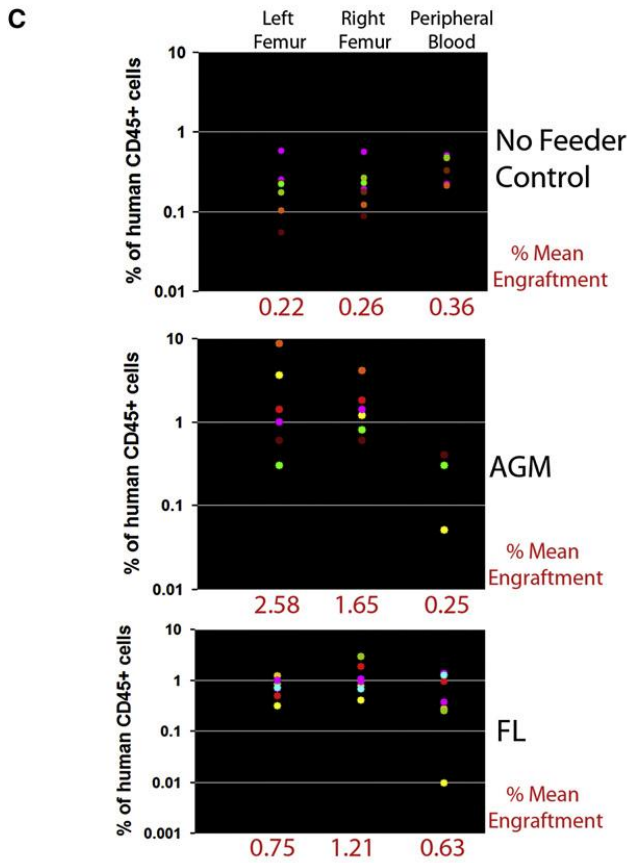 C
Left Femur
Right Femur
Peripheral Blood
% of human CD45+ cells
10
1
0.1
0.01
No Feeder
Control
% Mean
Engraftment
0.22 0.26 0.36
% of human CD45+ cells
10
1
0.1
0.01
AGM
% Mean
Engraftment
2.58 1.65 0.25
% of human CD45+ cells
10
1
0.1
0.01
0.001
FL
% Mean
Engraftment
0.75 1.21 0.63